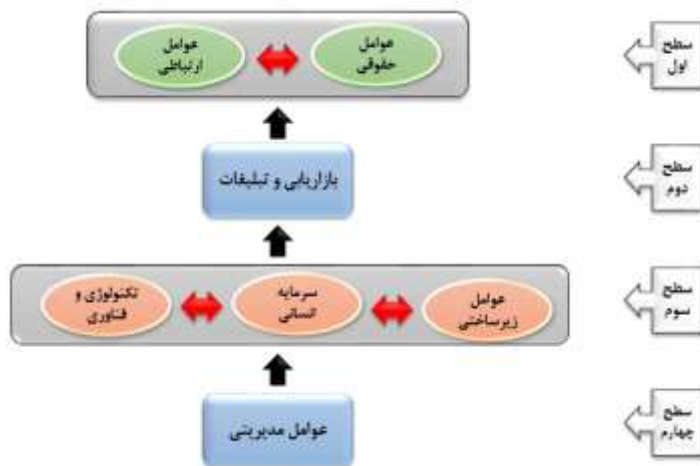 سطح
اول
عوامل
حقوقی
عوامل
ارتباطی
سطح
دوم
بازاریابی و تبلیغات
سطح
سوم
عوامل
زیرساختی
سرمایه
انسانی
تکنولوژی و
فناوری
سطح
چهارم
عوامل مدیریتی